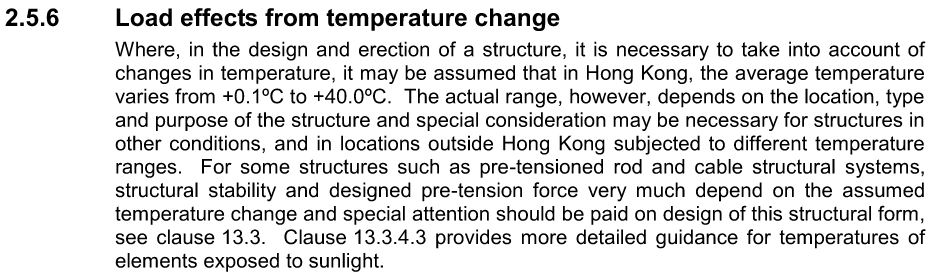 2.5.6 Load effects from temperature change
Where, in the design and erection of a structure, it is necessary to take into account of
changes in temperature, it may be assumed that in Hong Kong, the average temperature
varies from +0.1ºC to +40.0ºC. The actual range, however, depends on the location, type
and purpose of the structure and special consideration may be necessary for structures in
other conditions, and in locations outside Hong Kong subjected to different temperature
ranges. For some structures such as pre-tensioned rod and cable structural systems,
structural stability and designed pre-tension force very much depend on the assumed
temperature change and special attention should be paid on design of this structural form,
see clause 13.3. Clause 13.3.4.3 provides more detailed guidance for temperatures of
elements exposed to sunlight.